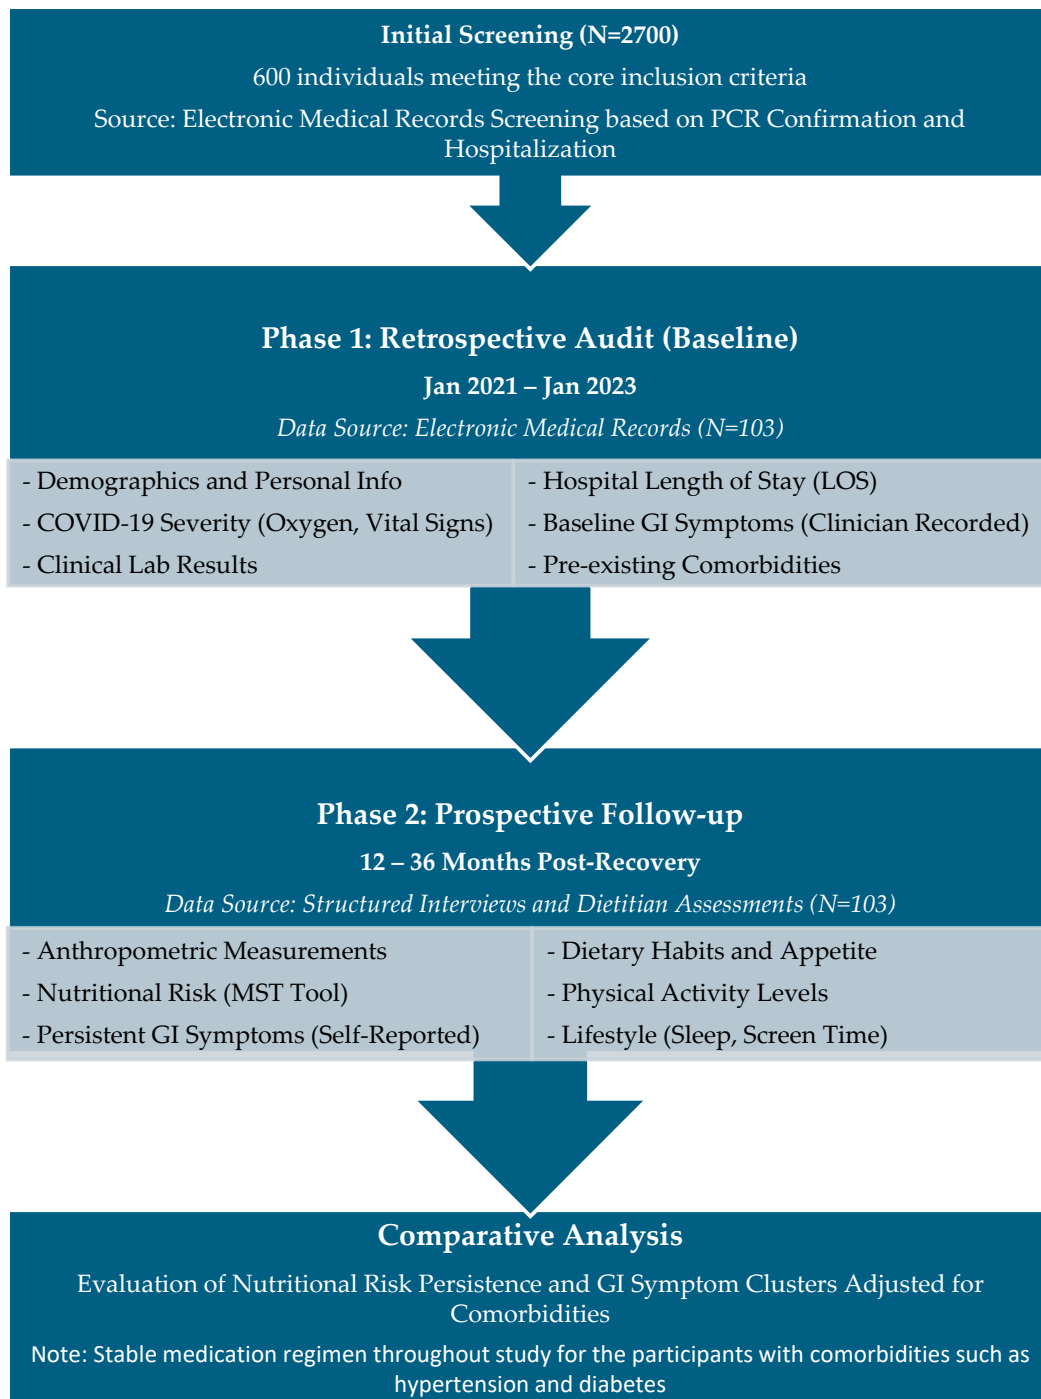 Initial Screening (N=2700)
600 individuals meeting the core inclusion criteria
Source: Electronic Medical Records Screening based on PCR Confirmation and
Hospitalization
Phase 1: Retrospective Audit (Baseline)
Jan 2021 – Jan 2023
Data Source: Electronic Medical Records (N=103)
- Demographics and Personal Info
- COVID-19 Severity (Oxygen, Vital Signs)
- Clinical Lab Results
- Hospital Length of Stay (LOS)
- Baseline GI Symptoms (Clinician Recorded)
- Pre-existing Comorbidities
Phase 2: Prospective Follow-up
12 – 36 Months Post-Recovery
Data Source: Structured Interviews and Dietitian Assessments (N=103)
- Anthropometric Measurements
- Nutritional Risk (MST Tool)
- Persistent GI Symptoms (Self-Reported)
- Dietary Habits and Appetite
- Physical Activity Levels
- Lifestyle (Sleep, Screen Time)
Comparative Analysis
Evaluation of Nutritional Risk Persistence and GI Symptom Clusters Adjusted for
Comorbidities
Note: Stable medication regimen throughout study for the participants with comorbidities such as
hypertension and diabetes